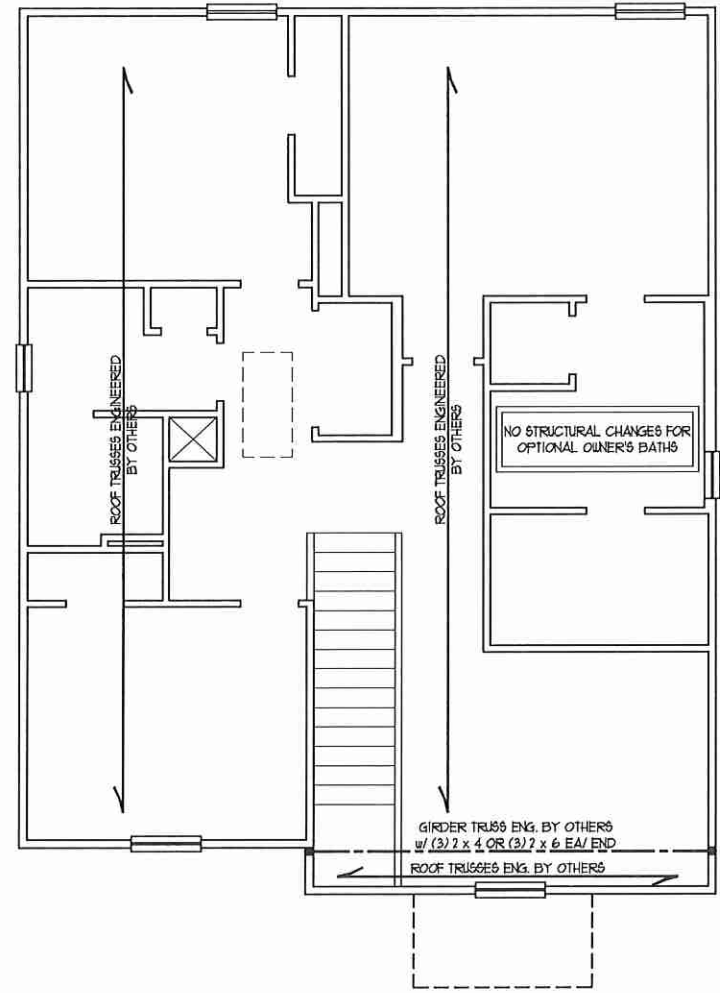 ROOF TRUSSES ENGINEERED
BY OTHERS
ROOF TRUSSES ENGINEERED
BY OTHERS
NO STRUCTURAL CHANGES FOR
OPTIONAL OWNER'S BATHS
GIRDER TRUSS ENG. BY OTHERS
w/ (3) 2 x 4 OR (3) 2 x 6 EA/ END
ROOF TRUSSES ENG. BY OTHERS